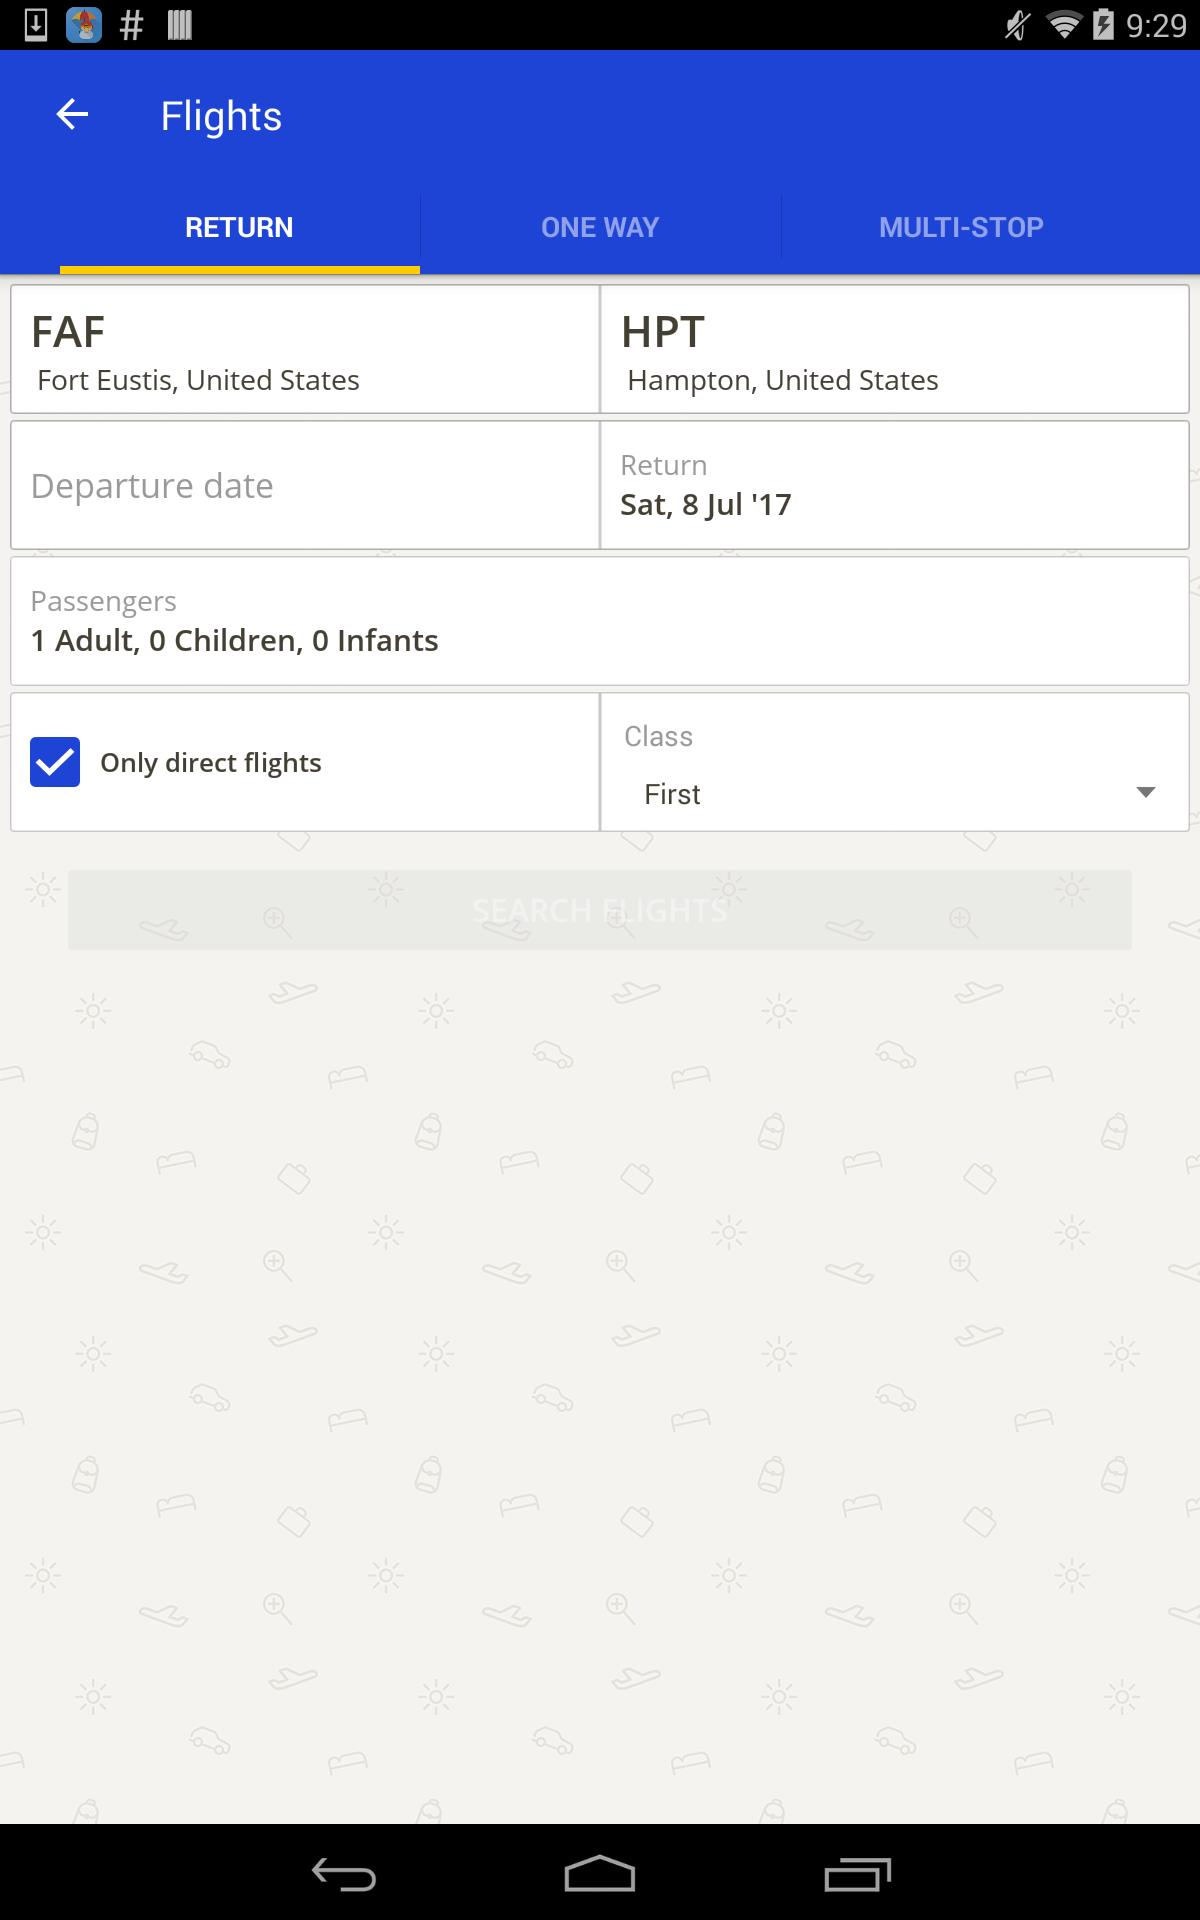 9:29
Flights
RETURN
ONE WAY
MULTI-STOP
FAF
Fort Eustis, United States
HPT
Hampton, United States
Departure date
Return
Sat, 8 Jul '17
Passengers
1 Adult, 0 Children, 0 Infants
Only direct flights
Class
First
SEARCH FLIGHTS